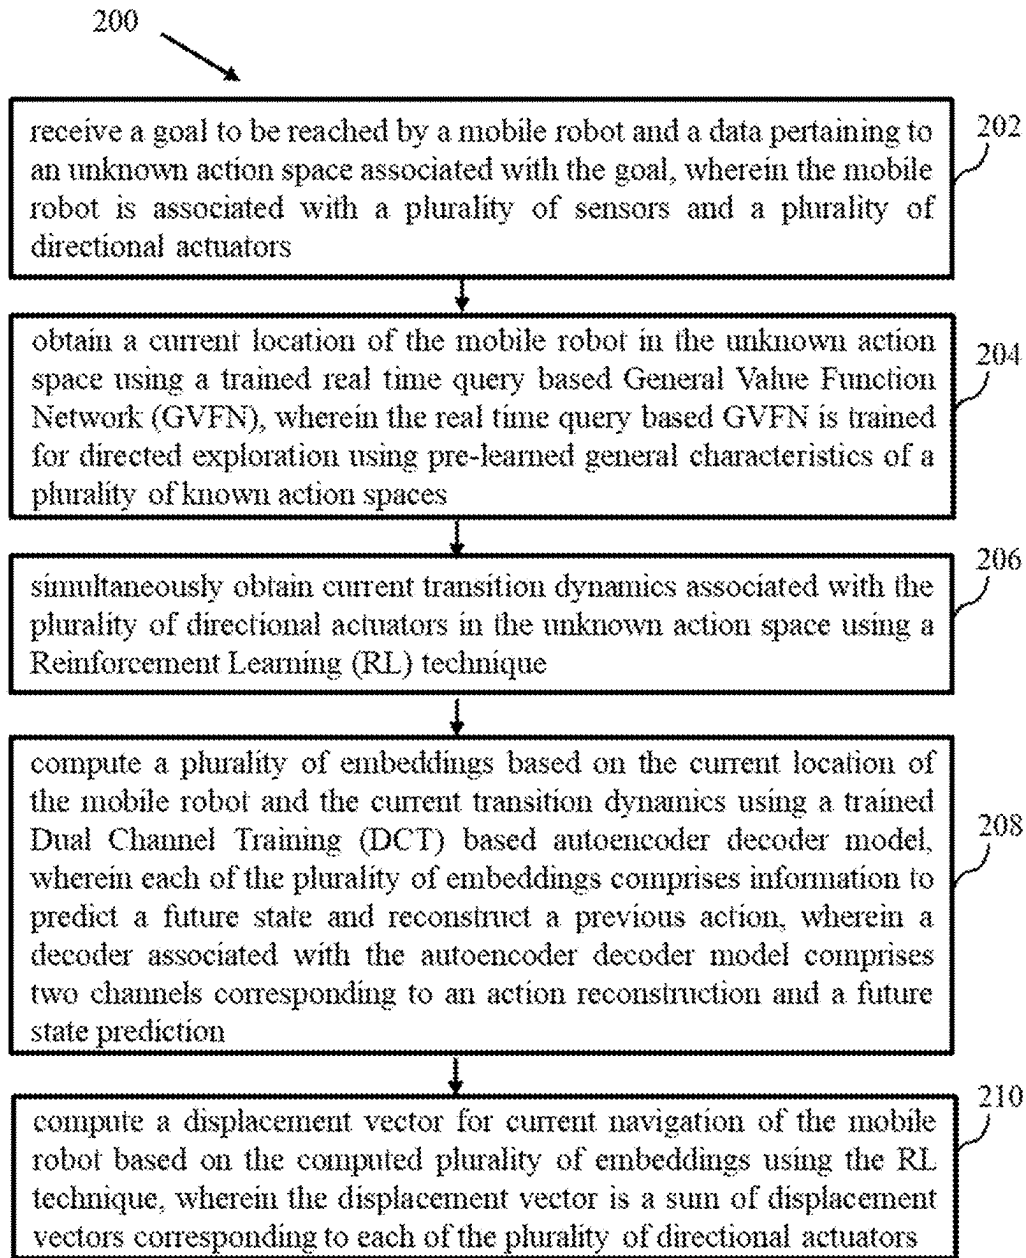 200
receive a goal to be reached by a mobile robot and a data pertaining to
an unknown action space associated with the goal, wherein the mobile
robot is associated with a plurality of sensors and a plurality of
directional actuators
202
obtain a current location of the mobile robot in the unknown action
space using a trained real time query based General Value Function
Network (GVFN), wherein the real time query based GVFN is trained
for directed exploration using pre-learned general characteristics of a
plurality of known action spaces
204
simultaneously obtain current transition dynamics associated with the
plurality of directional actuators in the unknown action space using a
Reinforcement Learning (RL) technique
206
compute a plurality of embeddings based on the current location of
the mobile robot and the current transition dynamics using a trained
Dual Channel Training (DCT) based autoencoder decoder model,
wherein each of the plurality of embeddings comprises information to
predict a future state and reconstruct a previous action, wherein a
decoder associated with the autoencoder decoder model comprises
two channels corresponding to an action reconstruction and a future
state prediction
208
compute a displacement vector for current navigation of the mobile
robot based on the computed plurality of embeddings using the RL
technique, wherein the displacement vector is a sum of displacement
vectors corresponding to each of the plurality of directional actuators
210